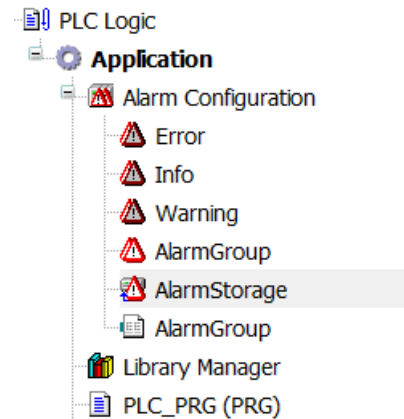 PLC Logic
Application
Alarm Configuration
Error
Info
Warning
AlarmGroup
AlarmStorage
AlarmGroup
Library Manager
PLC_PRG (PRG)